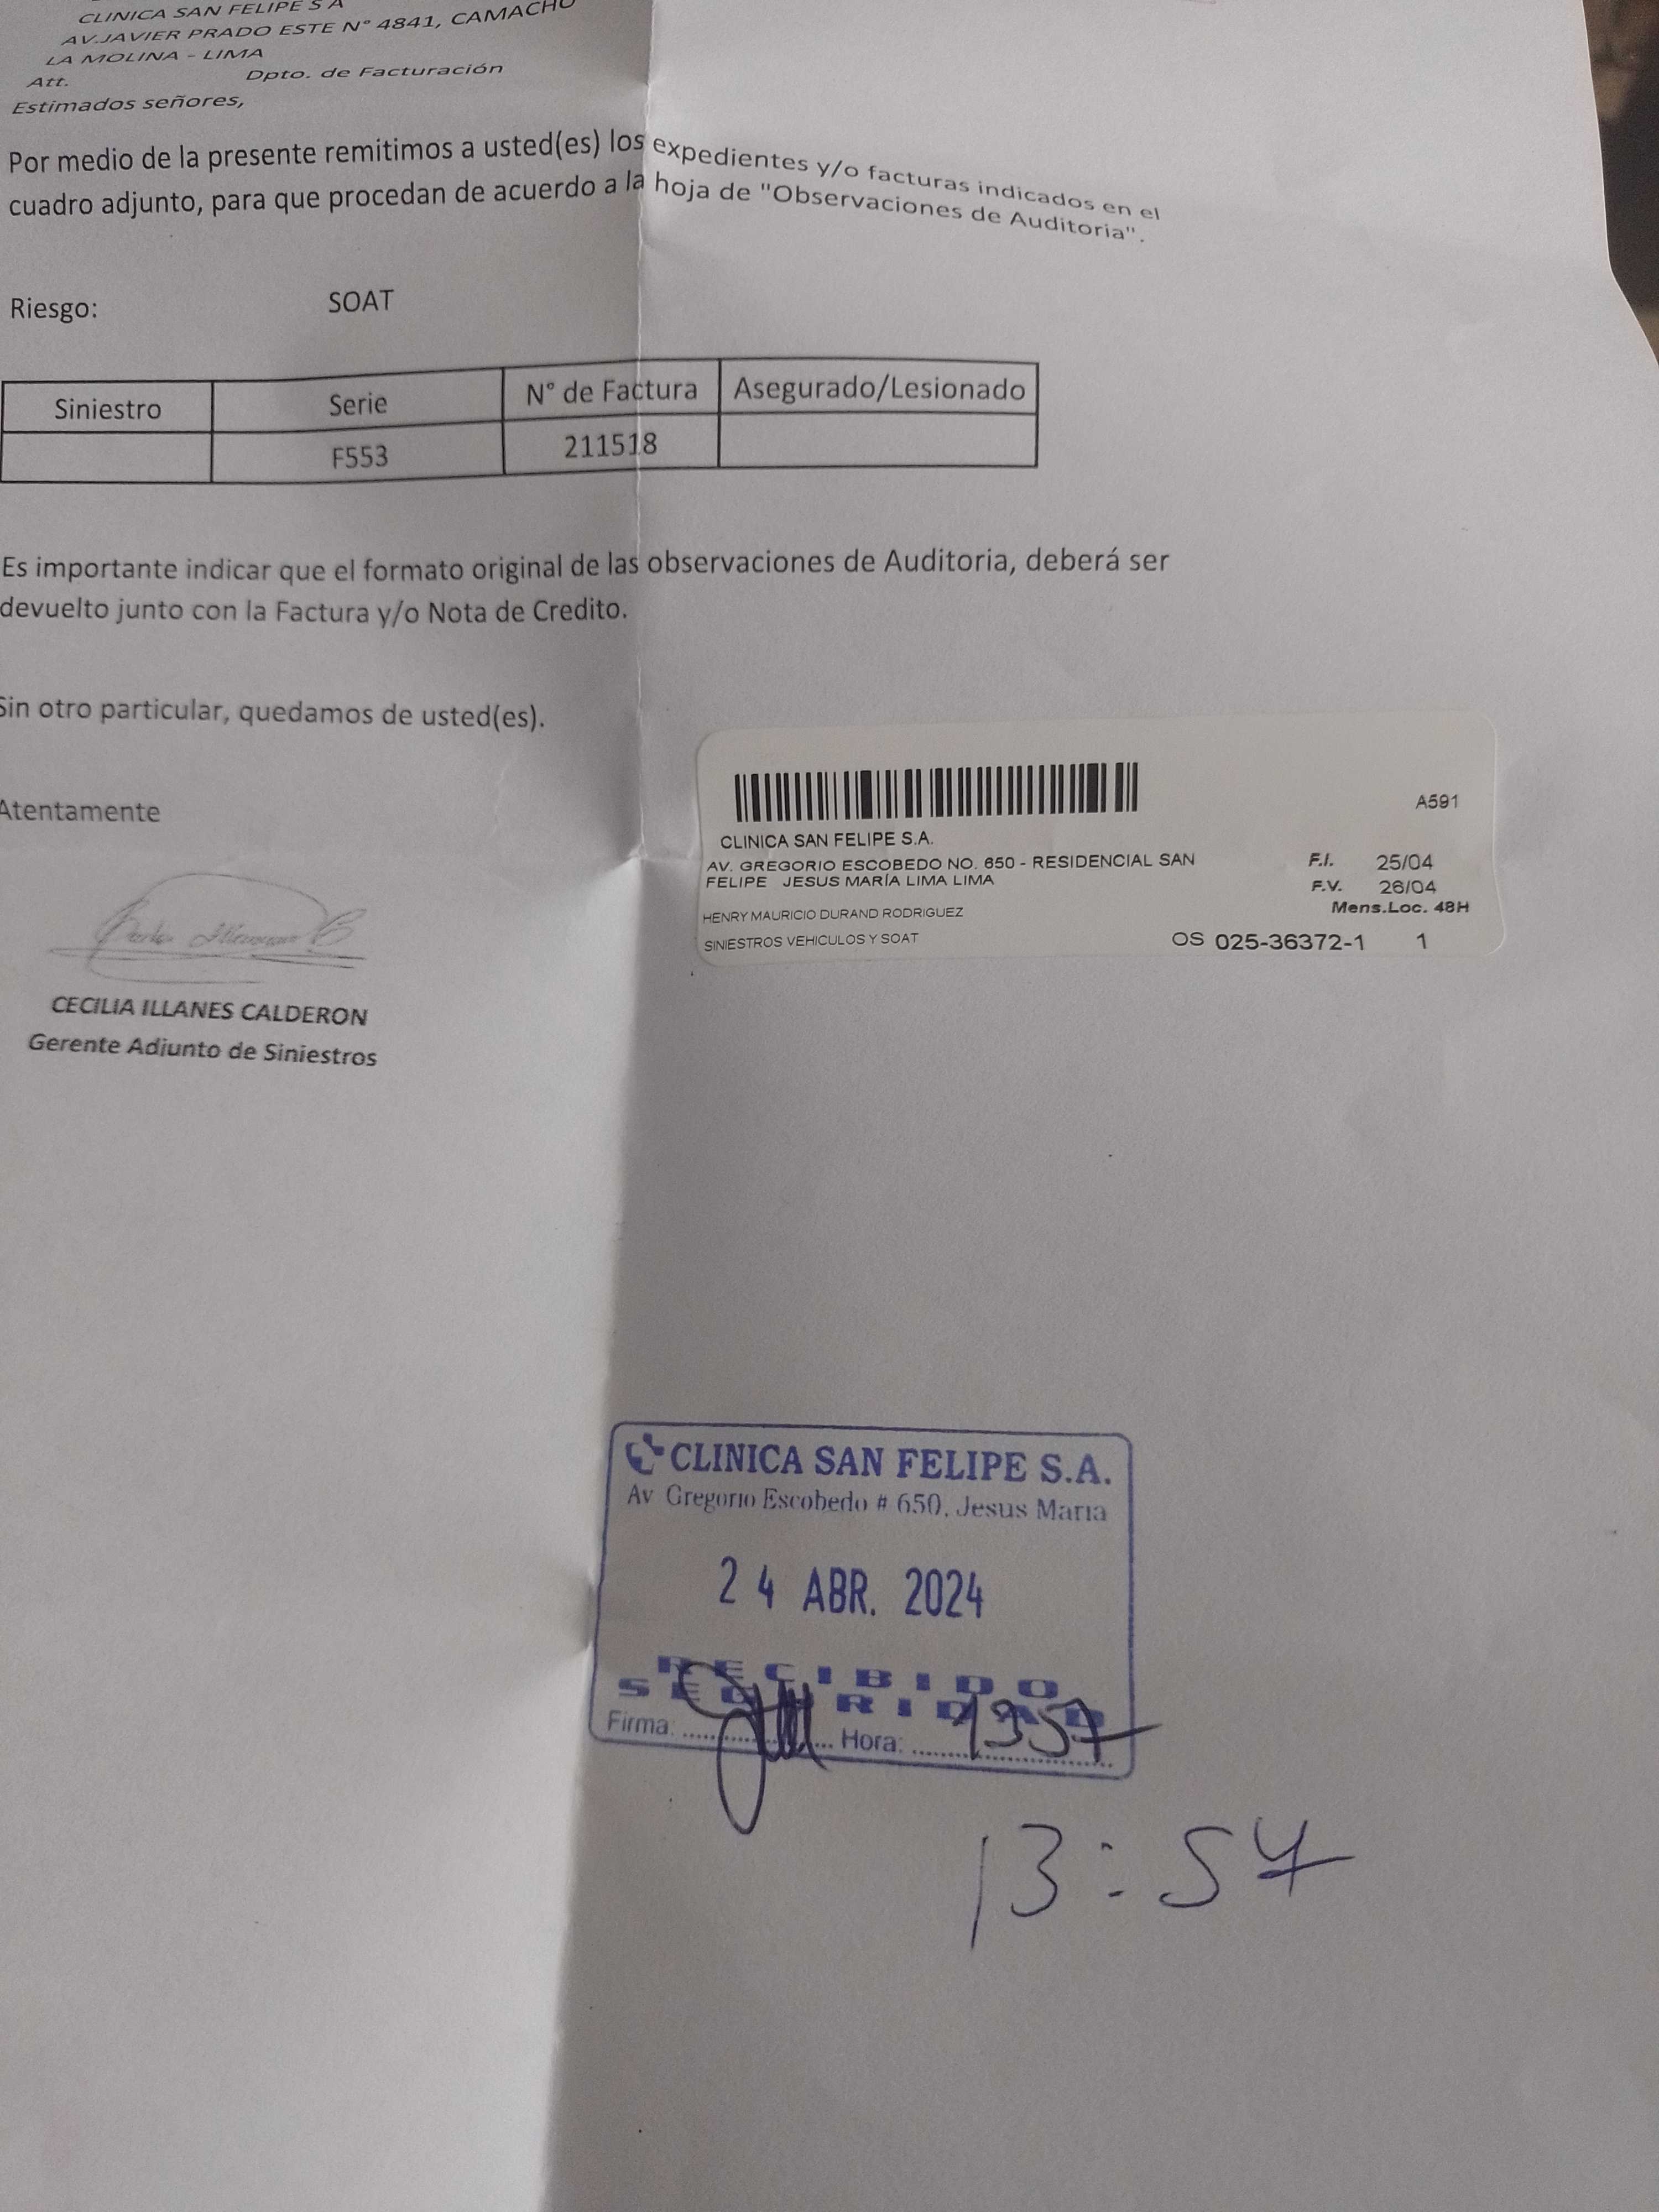 CLINICA SAN FELIPE S A
AV.JAVIER PRADO ESTE N° 4841, CAMACHO
LA MOLINA - LIMA
Att. Dpto. de Facturación
Estimados señores,
Por medio de la presente remitimos a usted(es) los expedientes y/o facturas indicados en el
cuadro adjunto, para que procedan de acuerdo a la hoja de "Observaciones de Auditoria".
Riesgo: SOAT
Siniestro Serie N° de Factura Asegurado/Lesionado
F553 211518
Es importante indicar que el formato original de las observaciones de Auditoria, deberá ser
devuelto junto con la Factura y/o Nota de Credito.
Sin otro particular, quedamos de usted(es).
Atentamente
CECILIA ILLANES CALDERON
Gerente Adjunto de Siniestros
A591
CLINICA SAN FELIPE S.A.
AV. GREGORIO ESCOBEDO NO. 650 - RESIDENCIAL SAN
FELIPE JESUS MARÍA LIMA LIMA
F.I. 25/04
F.V. 26/04
Mens.Loc. 48H
HENRY MAURICIO DURAND RODRIGUEZ
SINIESTROS VEHICULOS Y SOAT
OS 025-36372-1 1
CLINICA SAN FELIPE S.A.
Av Gregorio Escobedo # 650, Jesus Maria
24 ABR. 2024
RECIBIDO
SEGURIDAD
Firma: Hora: 1357
13:57